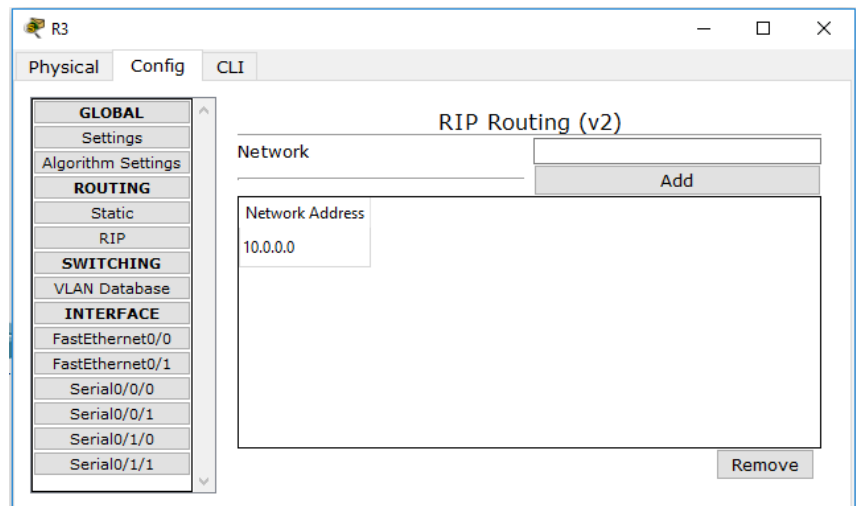 R3
Physical Config CLI
GLOBAL
Settings
Algorithm Settings
ROUTING
Static
RIP
SWITCHING
VLAN Database
INTERFACE
FastEthernet0/0
FastEthernet0/1
Serial0/0/0
Serial0/0/1
Serial0/1/0
Serial0/1/1
RIP Routing (v2)
Network
Add
Network Address
10.0.0.0
Remove